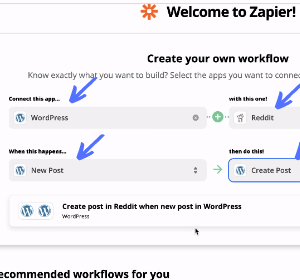 Welcome to Zapier!
Create your own workflow
Know exactly what you want to build? Select the apps you want to connec
Connect this app...
with this one!
WordPress
Reddit
When this happens...
then do this!
New Post
Create Post
Create post in Reddit when new post in WordPress
WordPress
ecommended workflows for you